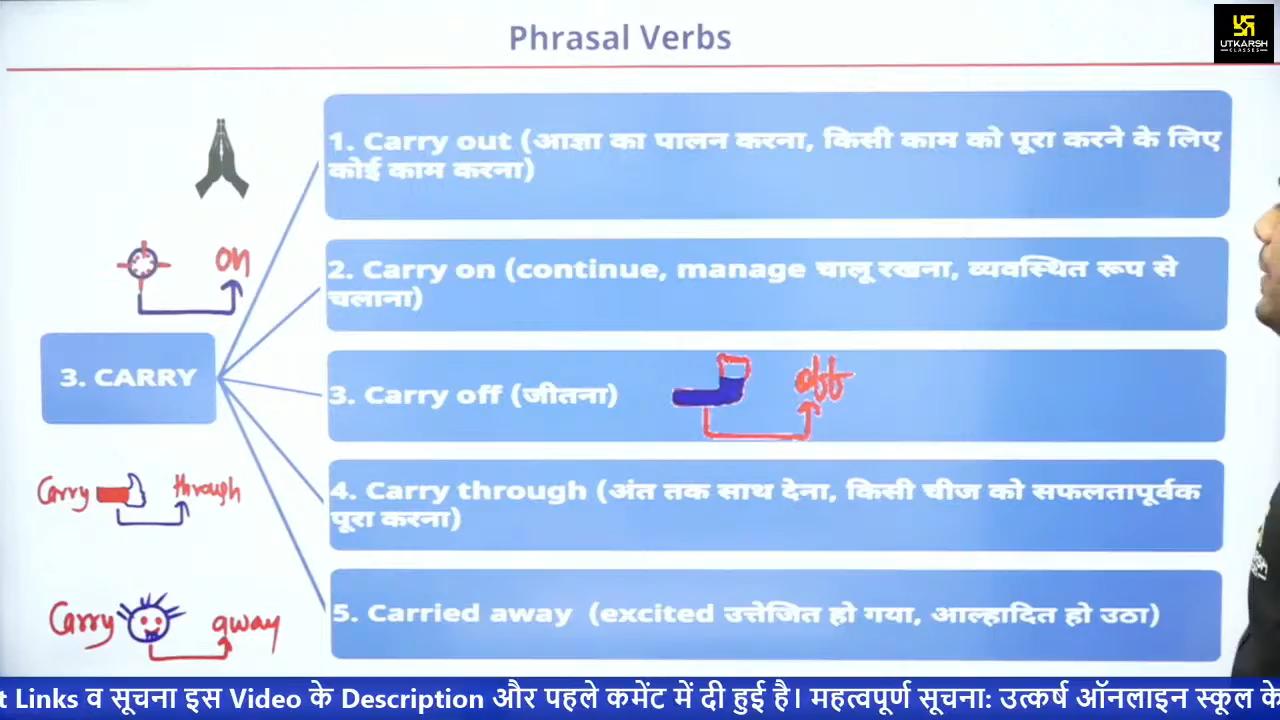 Phrasal Verbs
UTKARSH
CLASSES
1. Carry out (आज्ञा का पालन करना, किसी काम को पूरा करने के लिए
कोई काम करना)
on
2. Carry on (continue, manage चालू रखना, व्यवस्थित रूप से
चलाना)
3. CARRY
3. Carry off (जीतना)
off
Carry through
4. Carry through (अंत तक साथ देना, किसी चीज को सफलतापूर्वक
पूरा करना)
Carry away
5. Carried away (excited उत्तेजित हो गया, आल्हादित हो उठा)
t Links व सूचना इस Video के Description और पहले कमेंट में दी हुई है। महत्वपूर्ण सूचना: उत्कर्ष ऑनलाइन स्कूल के